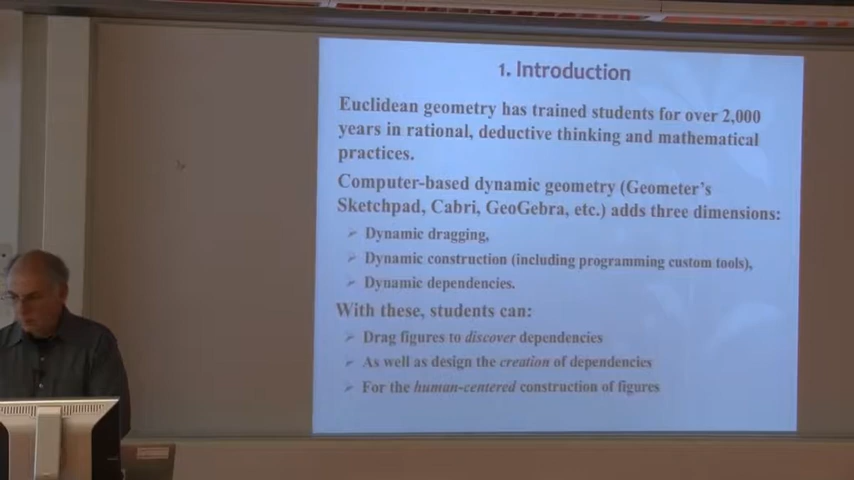 1. Introduction
Euclidean geometry has trained students for over 2,000
years in rational, deductive thinking and mathematical
practices.
Computer-based dynamic geometry (Geometer's
Sketchpad, Cabri, GeoGebra, etc.) adds three dimensions:
➢ Dynamic dragging,
➢ Dynamic construction (including programming custom tools),
➢ Dynamic dependencies.
With these, students can:
➢ Drag figures to discover dependencies
➢ As well as design the creation of dependencies
➢ For the human-centered construction of figures